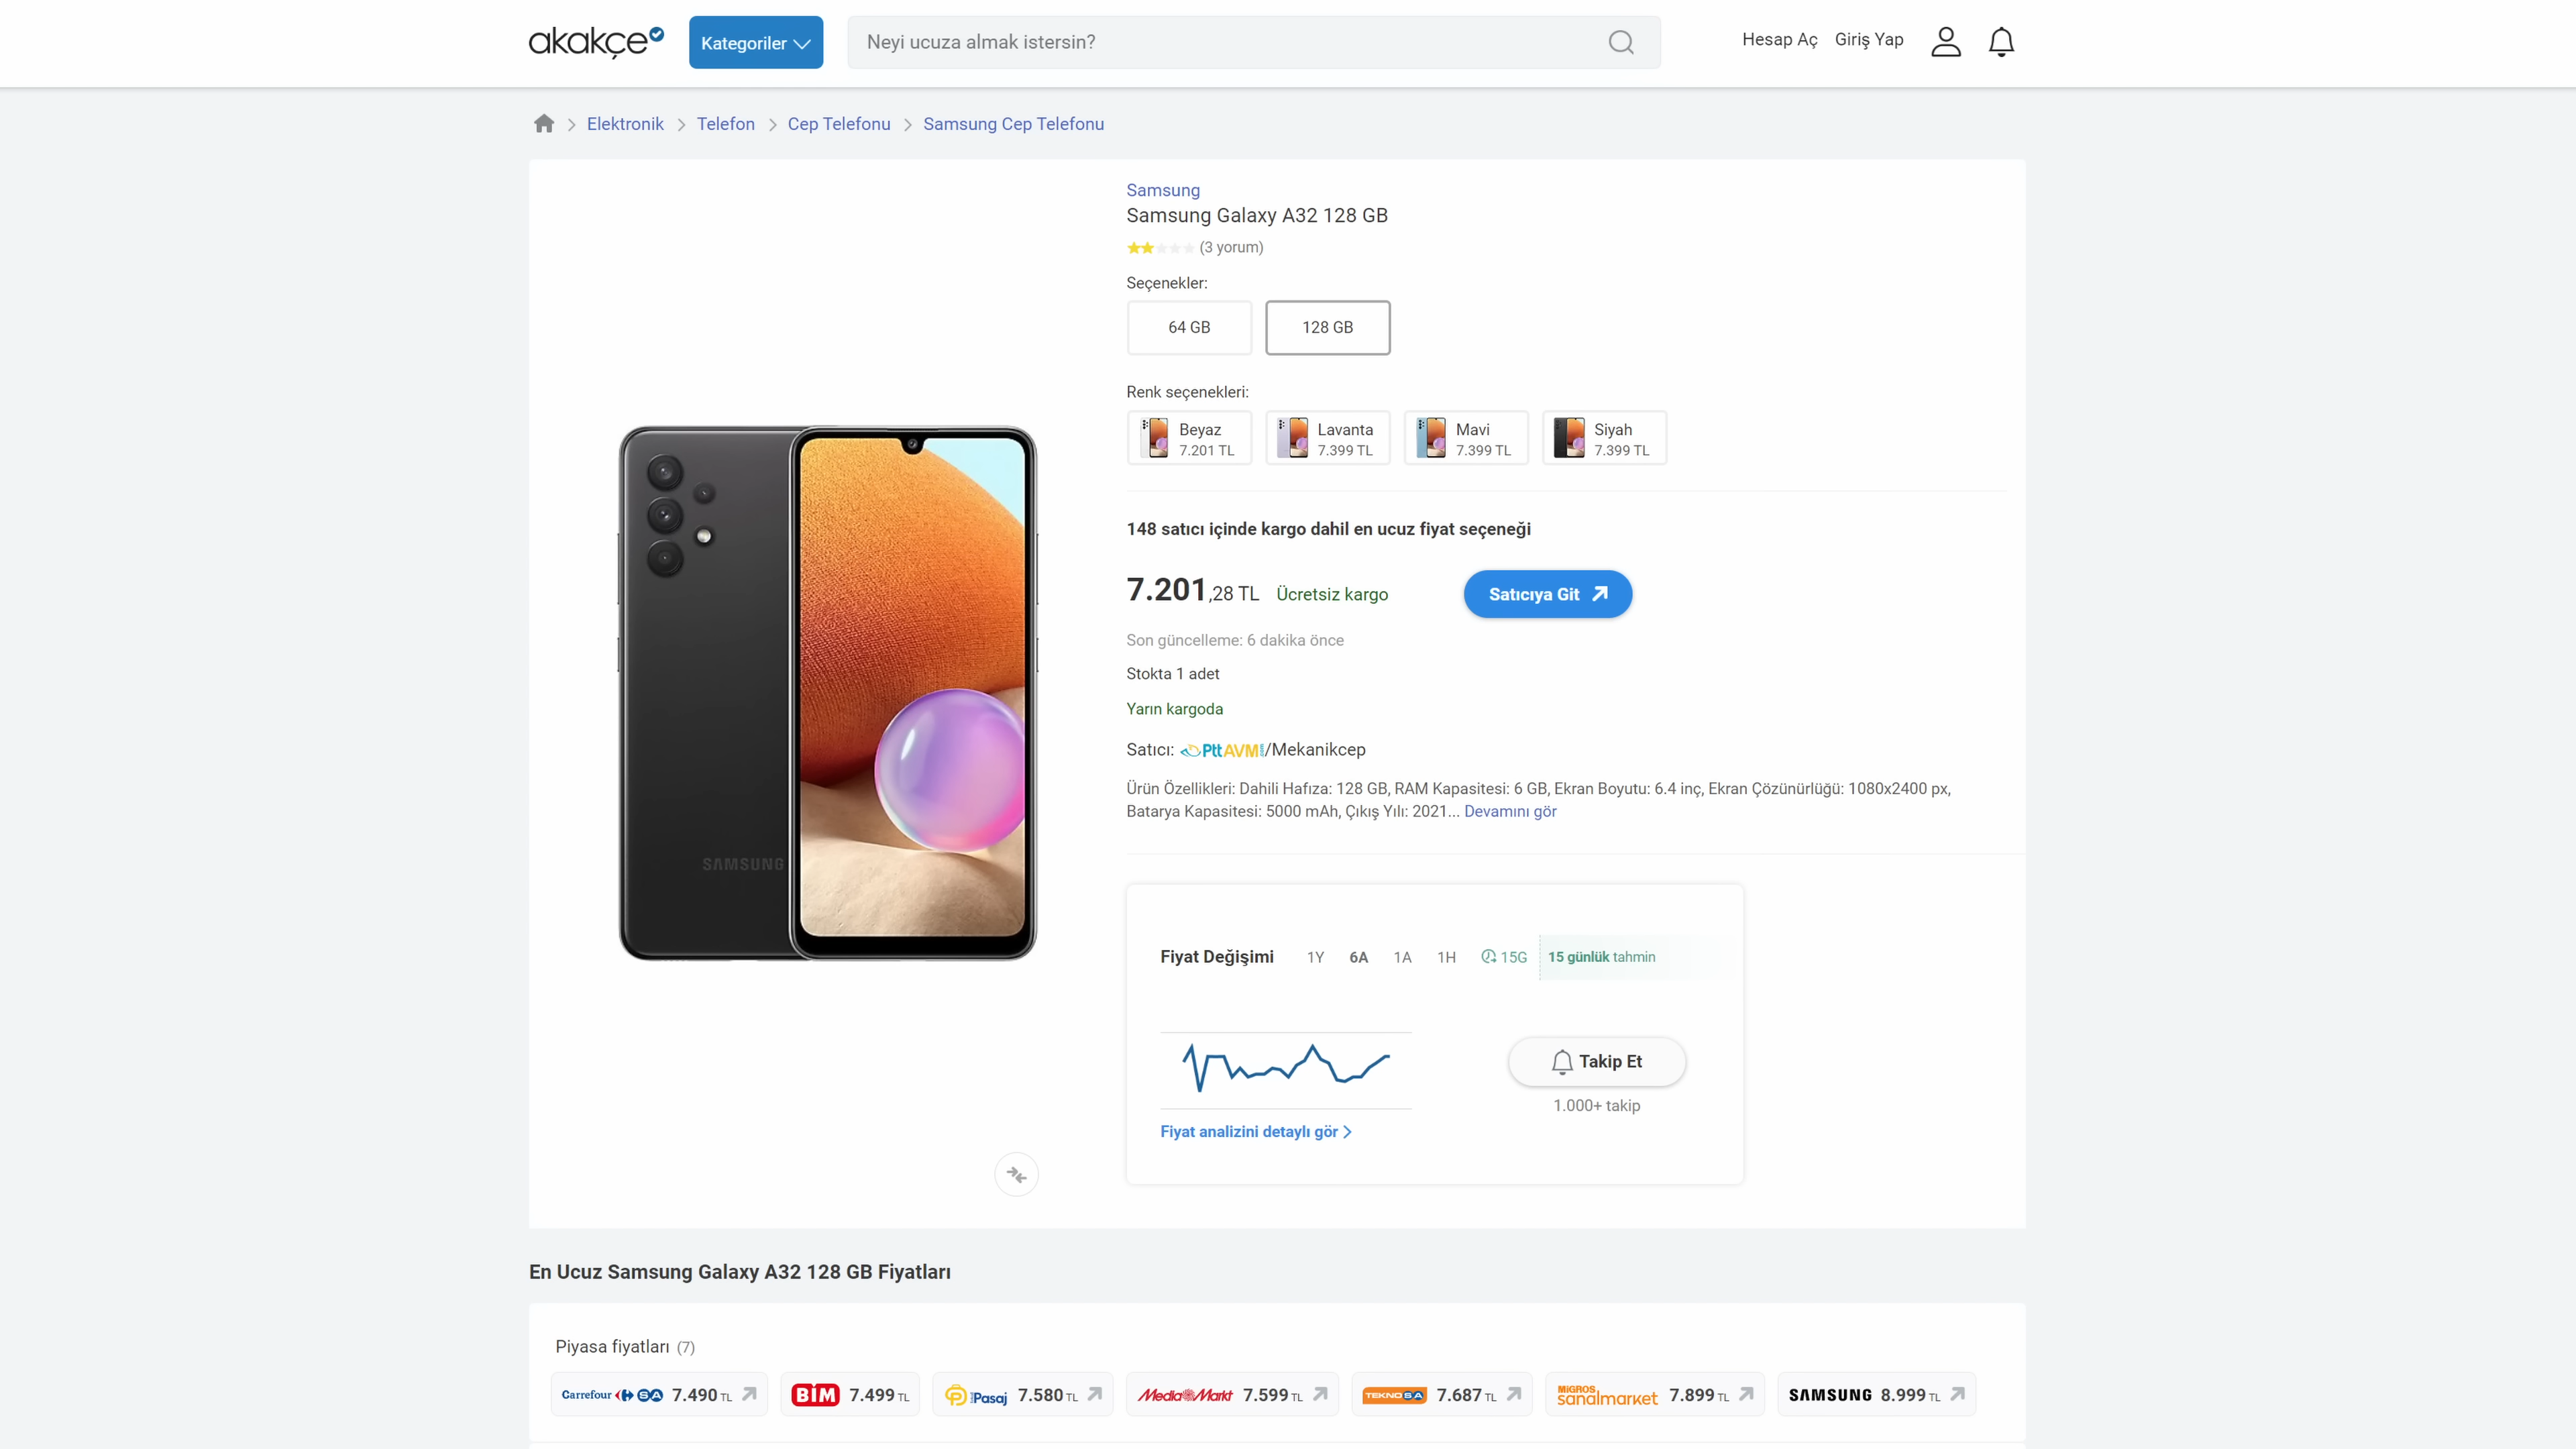 akakçe
Kategoriler
Neyi ucuza almak istersin?
Hesap Aç Giriş Yap
Elektronik Telefon Cep Telefonu Samsung Cep Telefonu
Samsung
Samsung Galaxy A32 128 GB
(3 yorum)
Seçenekler:
64 GB 128 GB
Renk seçenekleri:
Beyaz
7.201 TL
Lavanta
7.399 TL
Mavi
7.399 TL
Siyah
7.399 TL
148 satıcı içinde kargo dahil en ucuz fiyat seçeneği
7.201,28 TL Ücretsiz kargo Satıcıya Git
Son güncelleme: 6 dakika önce
Stokta 1 adet
Yarın kargoda
Satıcı: PttAVM/Mekanikcep
Ürün Özellikleri: Dahili Hafıza: 128 GB, RAM Kapasitesi: 6 GB, Ekran Boyutu: 6.4 inç, Ekran Çözünürlüğü: 1080x2400 px,
Batarya Kapasitesi: 5000 mAh, Çıkış Yılı: 2021... Devamını gör
SAMSUNG
Fiyat Değişimi 1Y 6A 1A 1H 15G 15 günlük tahmin
Takip Et
1.000+ takip
Fiyat analizini detaylı gör
En Ucuz Samsung Galaxy A32 128 GB Fiyatları
Piyasa fiyatları (7)
Carrefour SA 7.490 TL BİM 7.499 TL Pasaj 7.580 TL MediaMarkt 7.599 TL TEKNOSA 7.687 TL MİGROS sanalmarket 7.899 TL SAMSUNG 8.999 TL